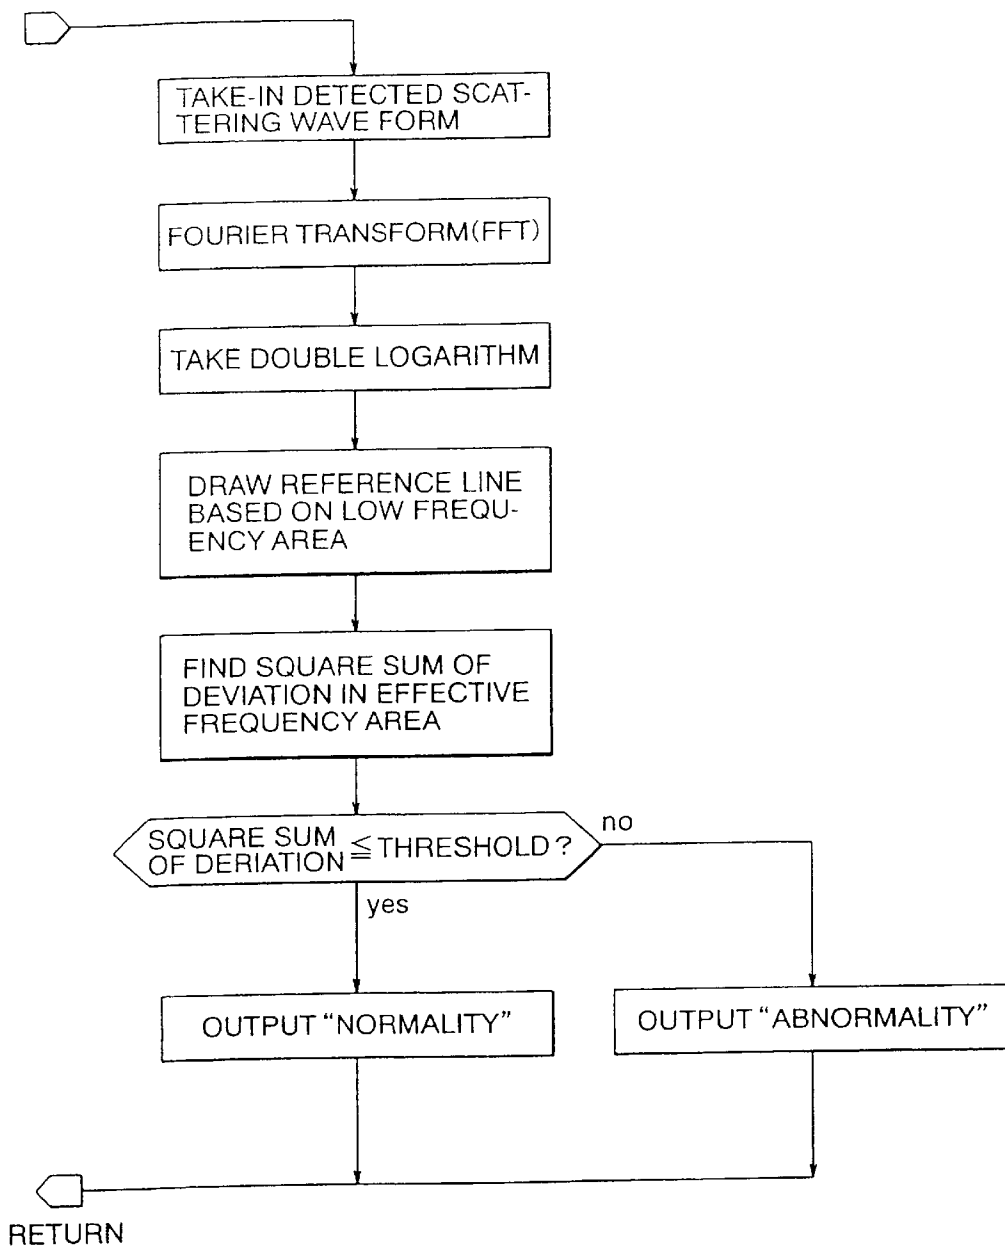 TAKE-IN DETECTED SCAT-
TERING WAVE FORM
FOURIER TRANSFORM(FFT)
TAKE DOUBLE LOGARITHM
DRAW REFERENCE LINE
BASED ON LOW FREQU-
ENCY AREA
FIND SQUARE SUM OF
DEVIATION IN EFFECTIVE
FREQUENCY AREA
SQUARE SUM
OF DERIATION ≦ THRESHOLD ?
no
yes
OUTPUT “NORMALITY”
OUTPUT “ABNORMALITY”
RETURN